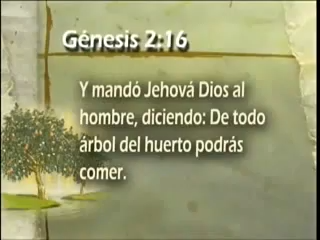 Génesis 2:16
Y mandó Jehová Dios al
hombre, diciendo: De todo
árbol del huerto podrás
comer.